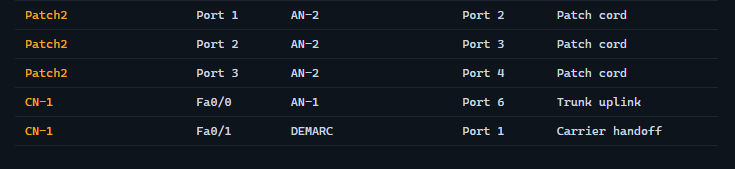 Patch2 Port 1 AN-2 Port 2 Patch cord
Patch2 Port 2 AN-2 Port 3 Patch cord
Patch2 Port 3 AN-2 Port 4 Patch cord
CN-1 Fa0/0 AN-1 Port 6 Trunk uplink
CN-1 Fa0/1 DEMARC Port 1 Carrier handoff